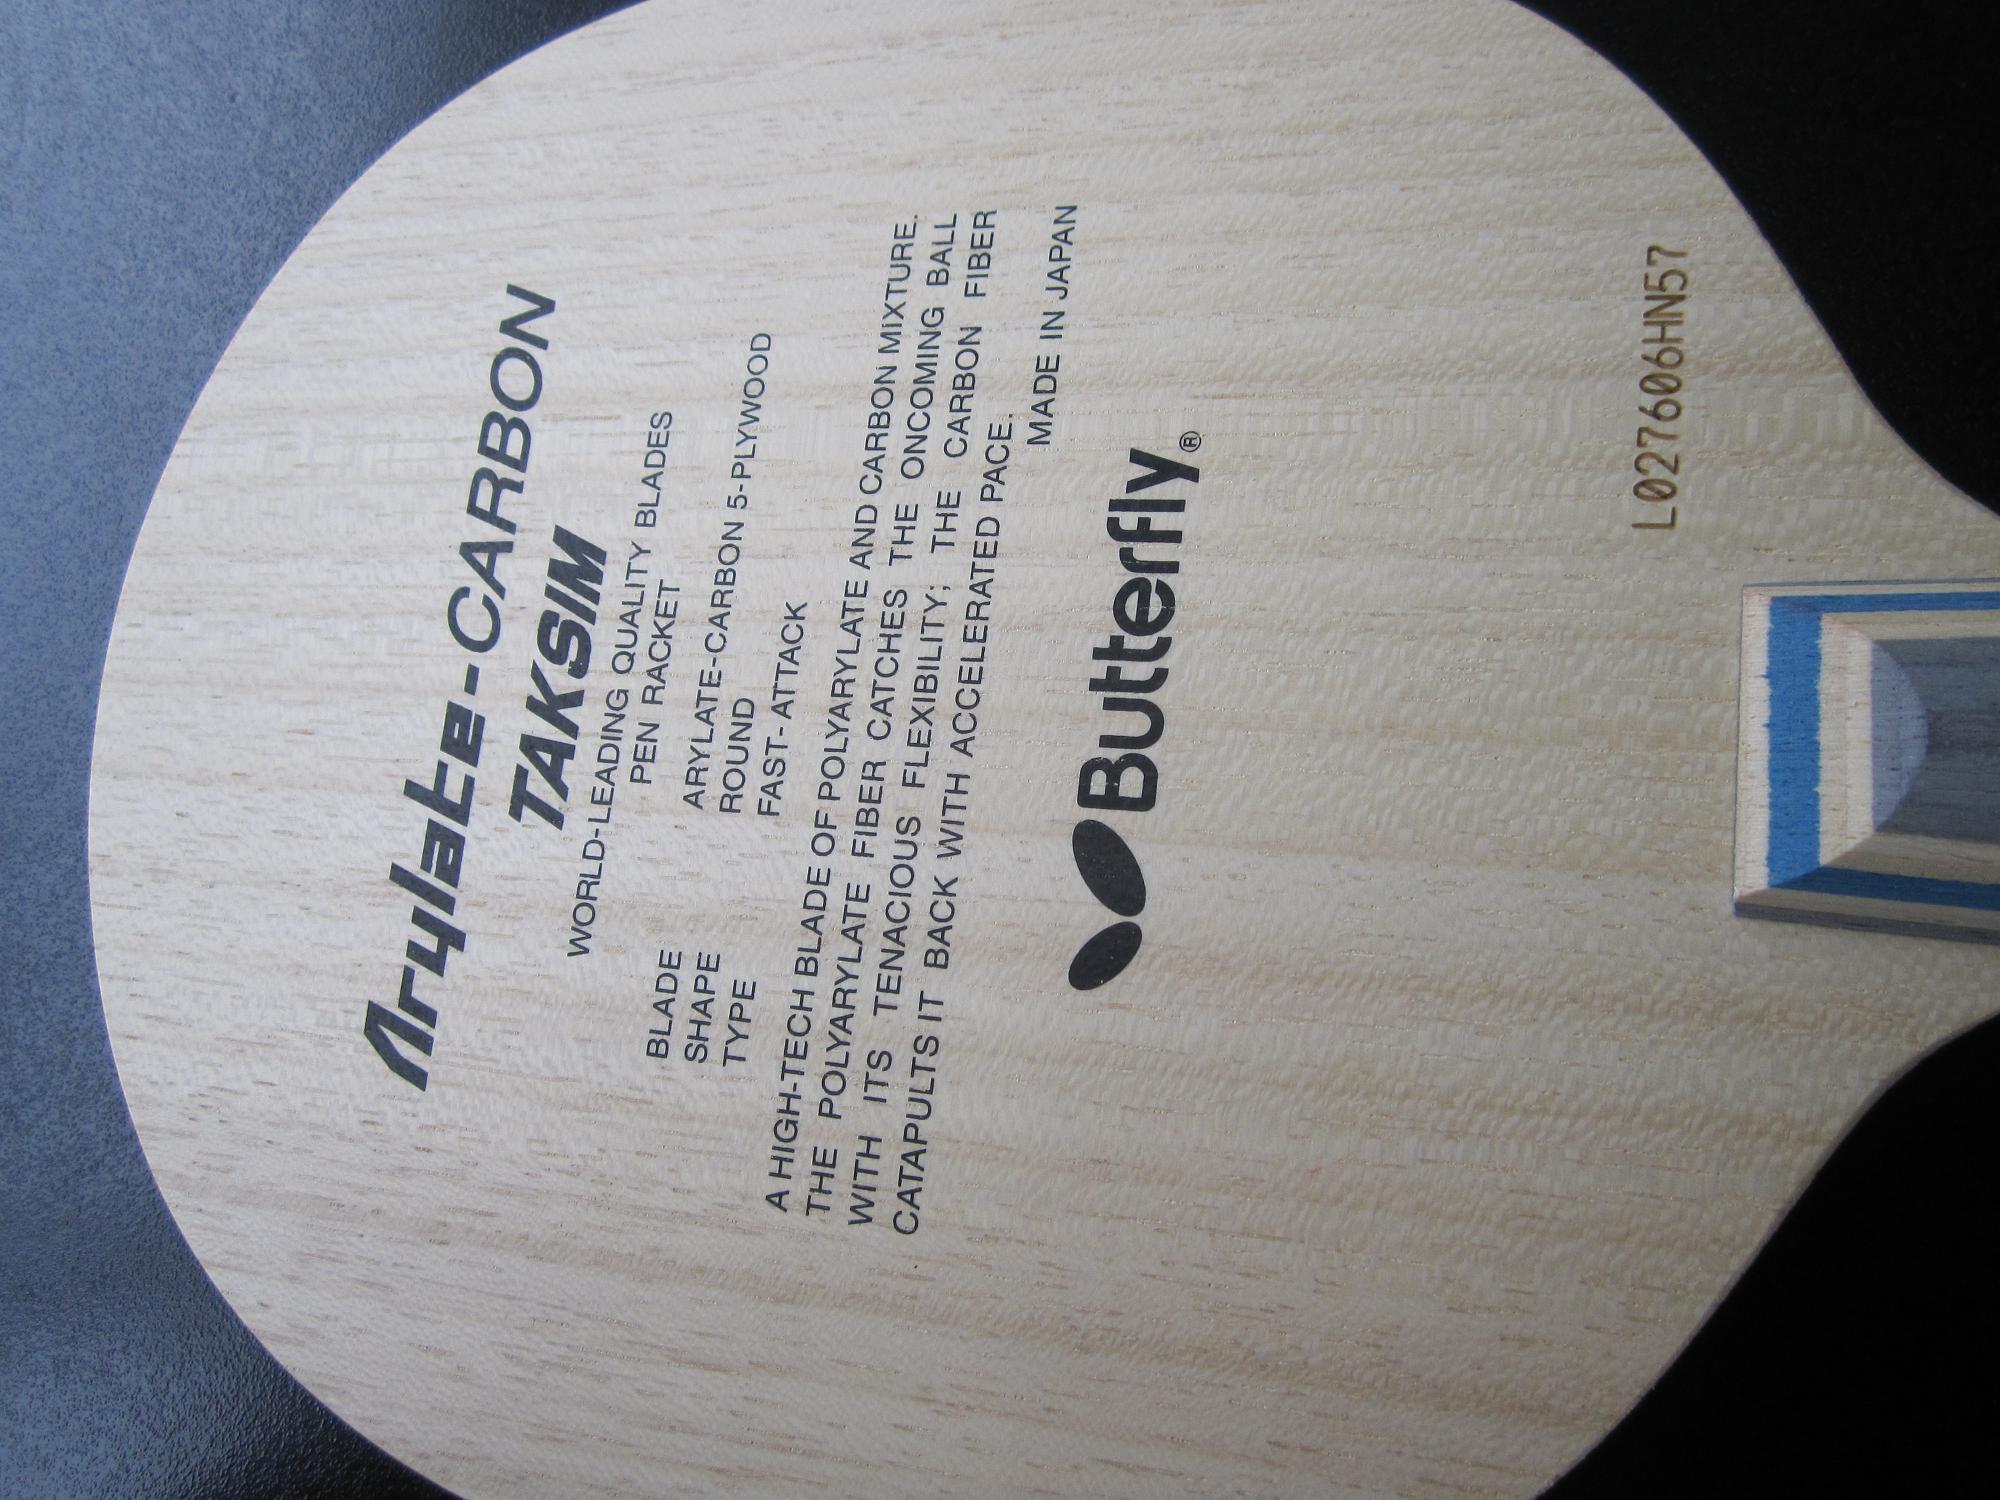 Arylate-CARBON
TAKSIM
WORLD-LEADING QUALITY BLADES
PEN RACKET
BLADE ARYLATE-CARBON 5-PLYWOOD
SHAPE ROUND
TYPE FAST-ATTACK
A HIGH-TECH BLADE OF POLYARYLATE AND CARBON MIXTURE.
THE POLYARYLATE FIBER CATCHES THE ONCOMING BALL
WITH ITS TENACIOUS FLEXIBILITY; THE CARBON FIBER
CATAPULTS IT BACK WITH ACCELERATED PACE.
MADE IN JAPAN
Butterfly®
L027606HN57